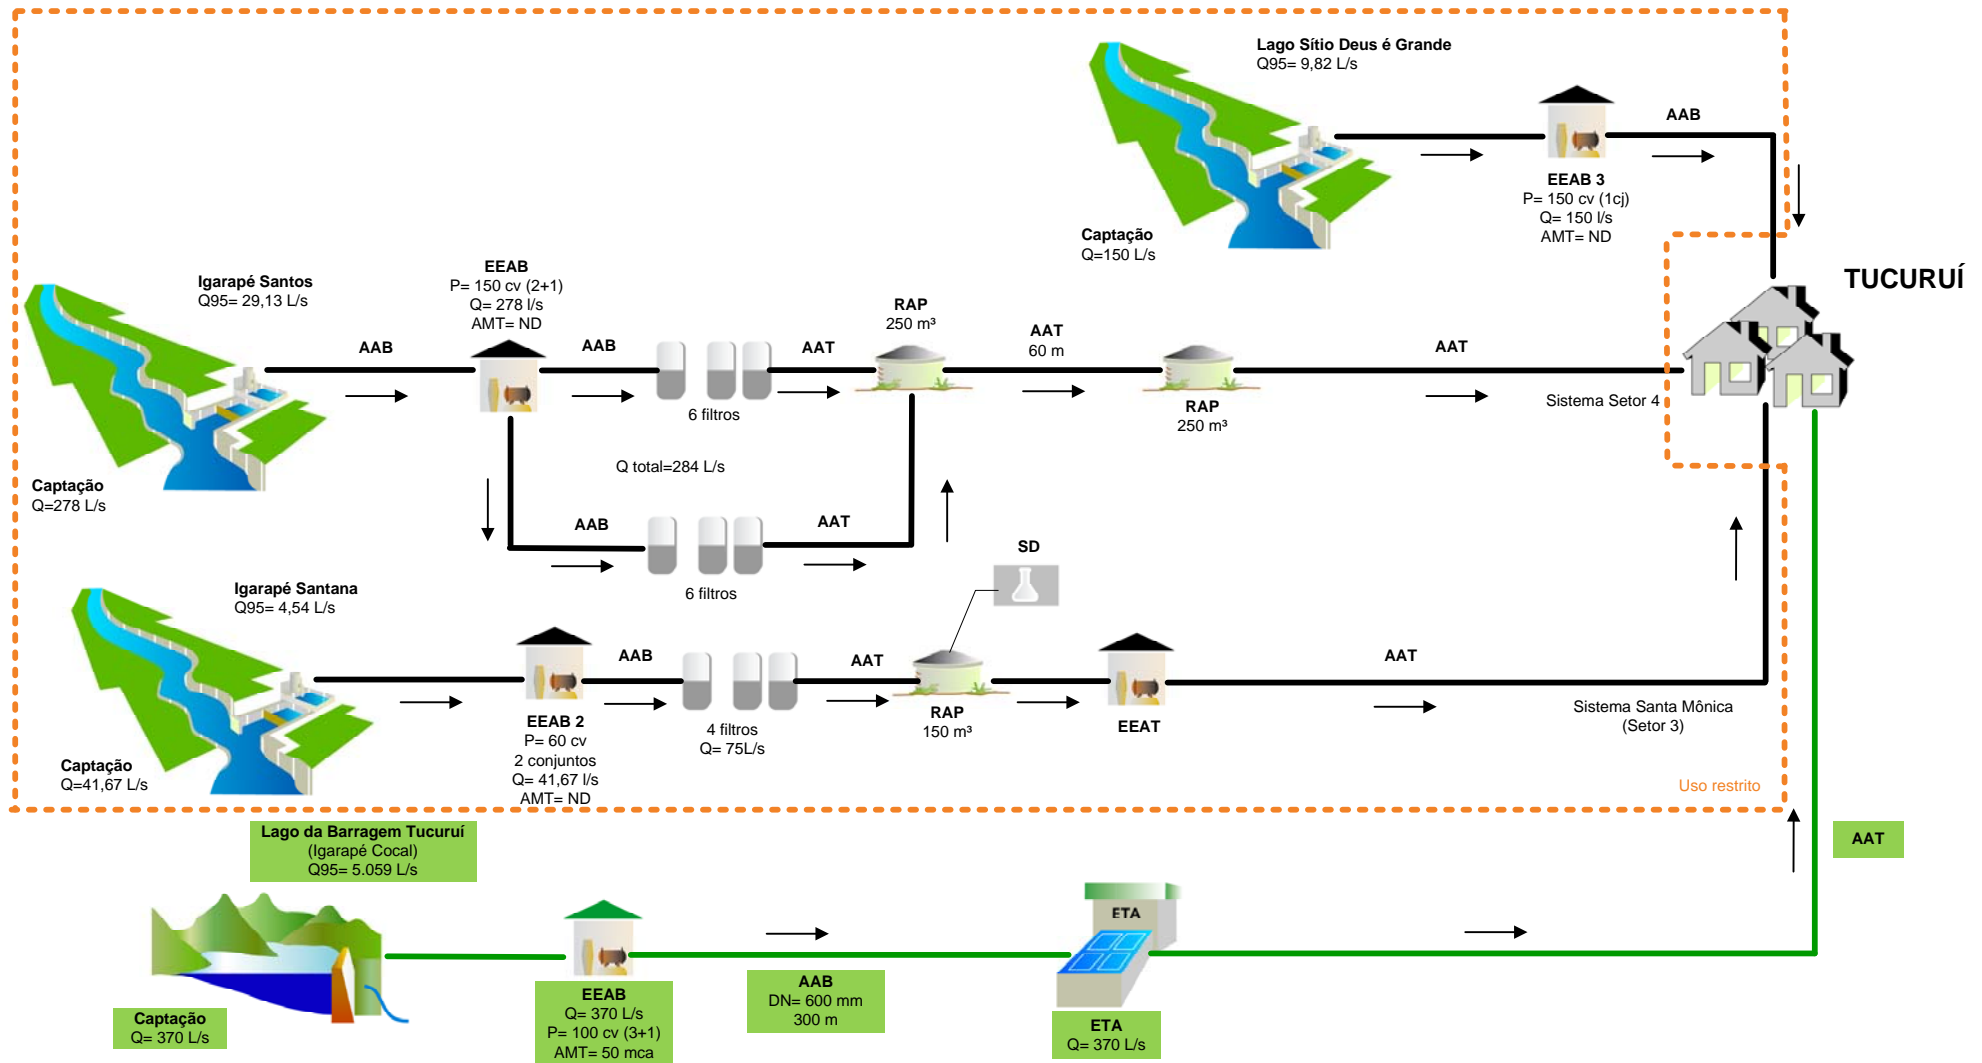 Lago Sítio Deus é Grande
Q95= 9,82 L/s
AAB
EEAB 3
P= 150 cv (1cj)
Q= 150 l/s
AMT= ND
Captação
Q=150 L/s
TUCURUÍ
Igarapé Santos
Q95= 29,13 L/s
EEAB
P= 150 cv (2+1)
Q= 278 l/s
AMT= ND
AAB
AAB
AAT
RAP
250 m³
AAT
60 m
AAT
6 filtros
RAP
250 m³
Sistema Setor 4
Captação
Q=278 L/s
Q total=284 L/s
AAB
AAT
6 filtros
SD
Igarapé Santana
Q95= 4,54 L/s
AAB
AAT
AAT
EEAB 2
P= 60 cv
2 conjuntos
Q= 41,67 l/s
AMT= ND
4 filtros
Q= 75L/s
RAP
150 m³
EEAT
Sistema Santa Mônica
(Setor 3)
Captação
Q=41,67 L/s
Uso restrito
Lago da Barragem Tucuruí
(Igarapé Cocal)
Q95= 5.059 L/s
AAT
ETA
Captação
Q= 370 L/s
EEAB
Q= 370 L/s
P= 100 cv (3+1)
AMT= 50 mca
AAB
DN= 600 mm
300 m
ETA
Q= 370 L/s